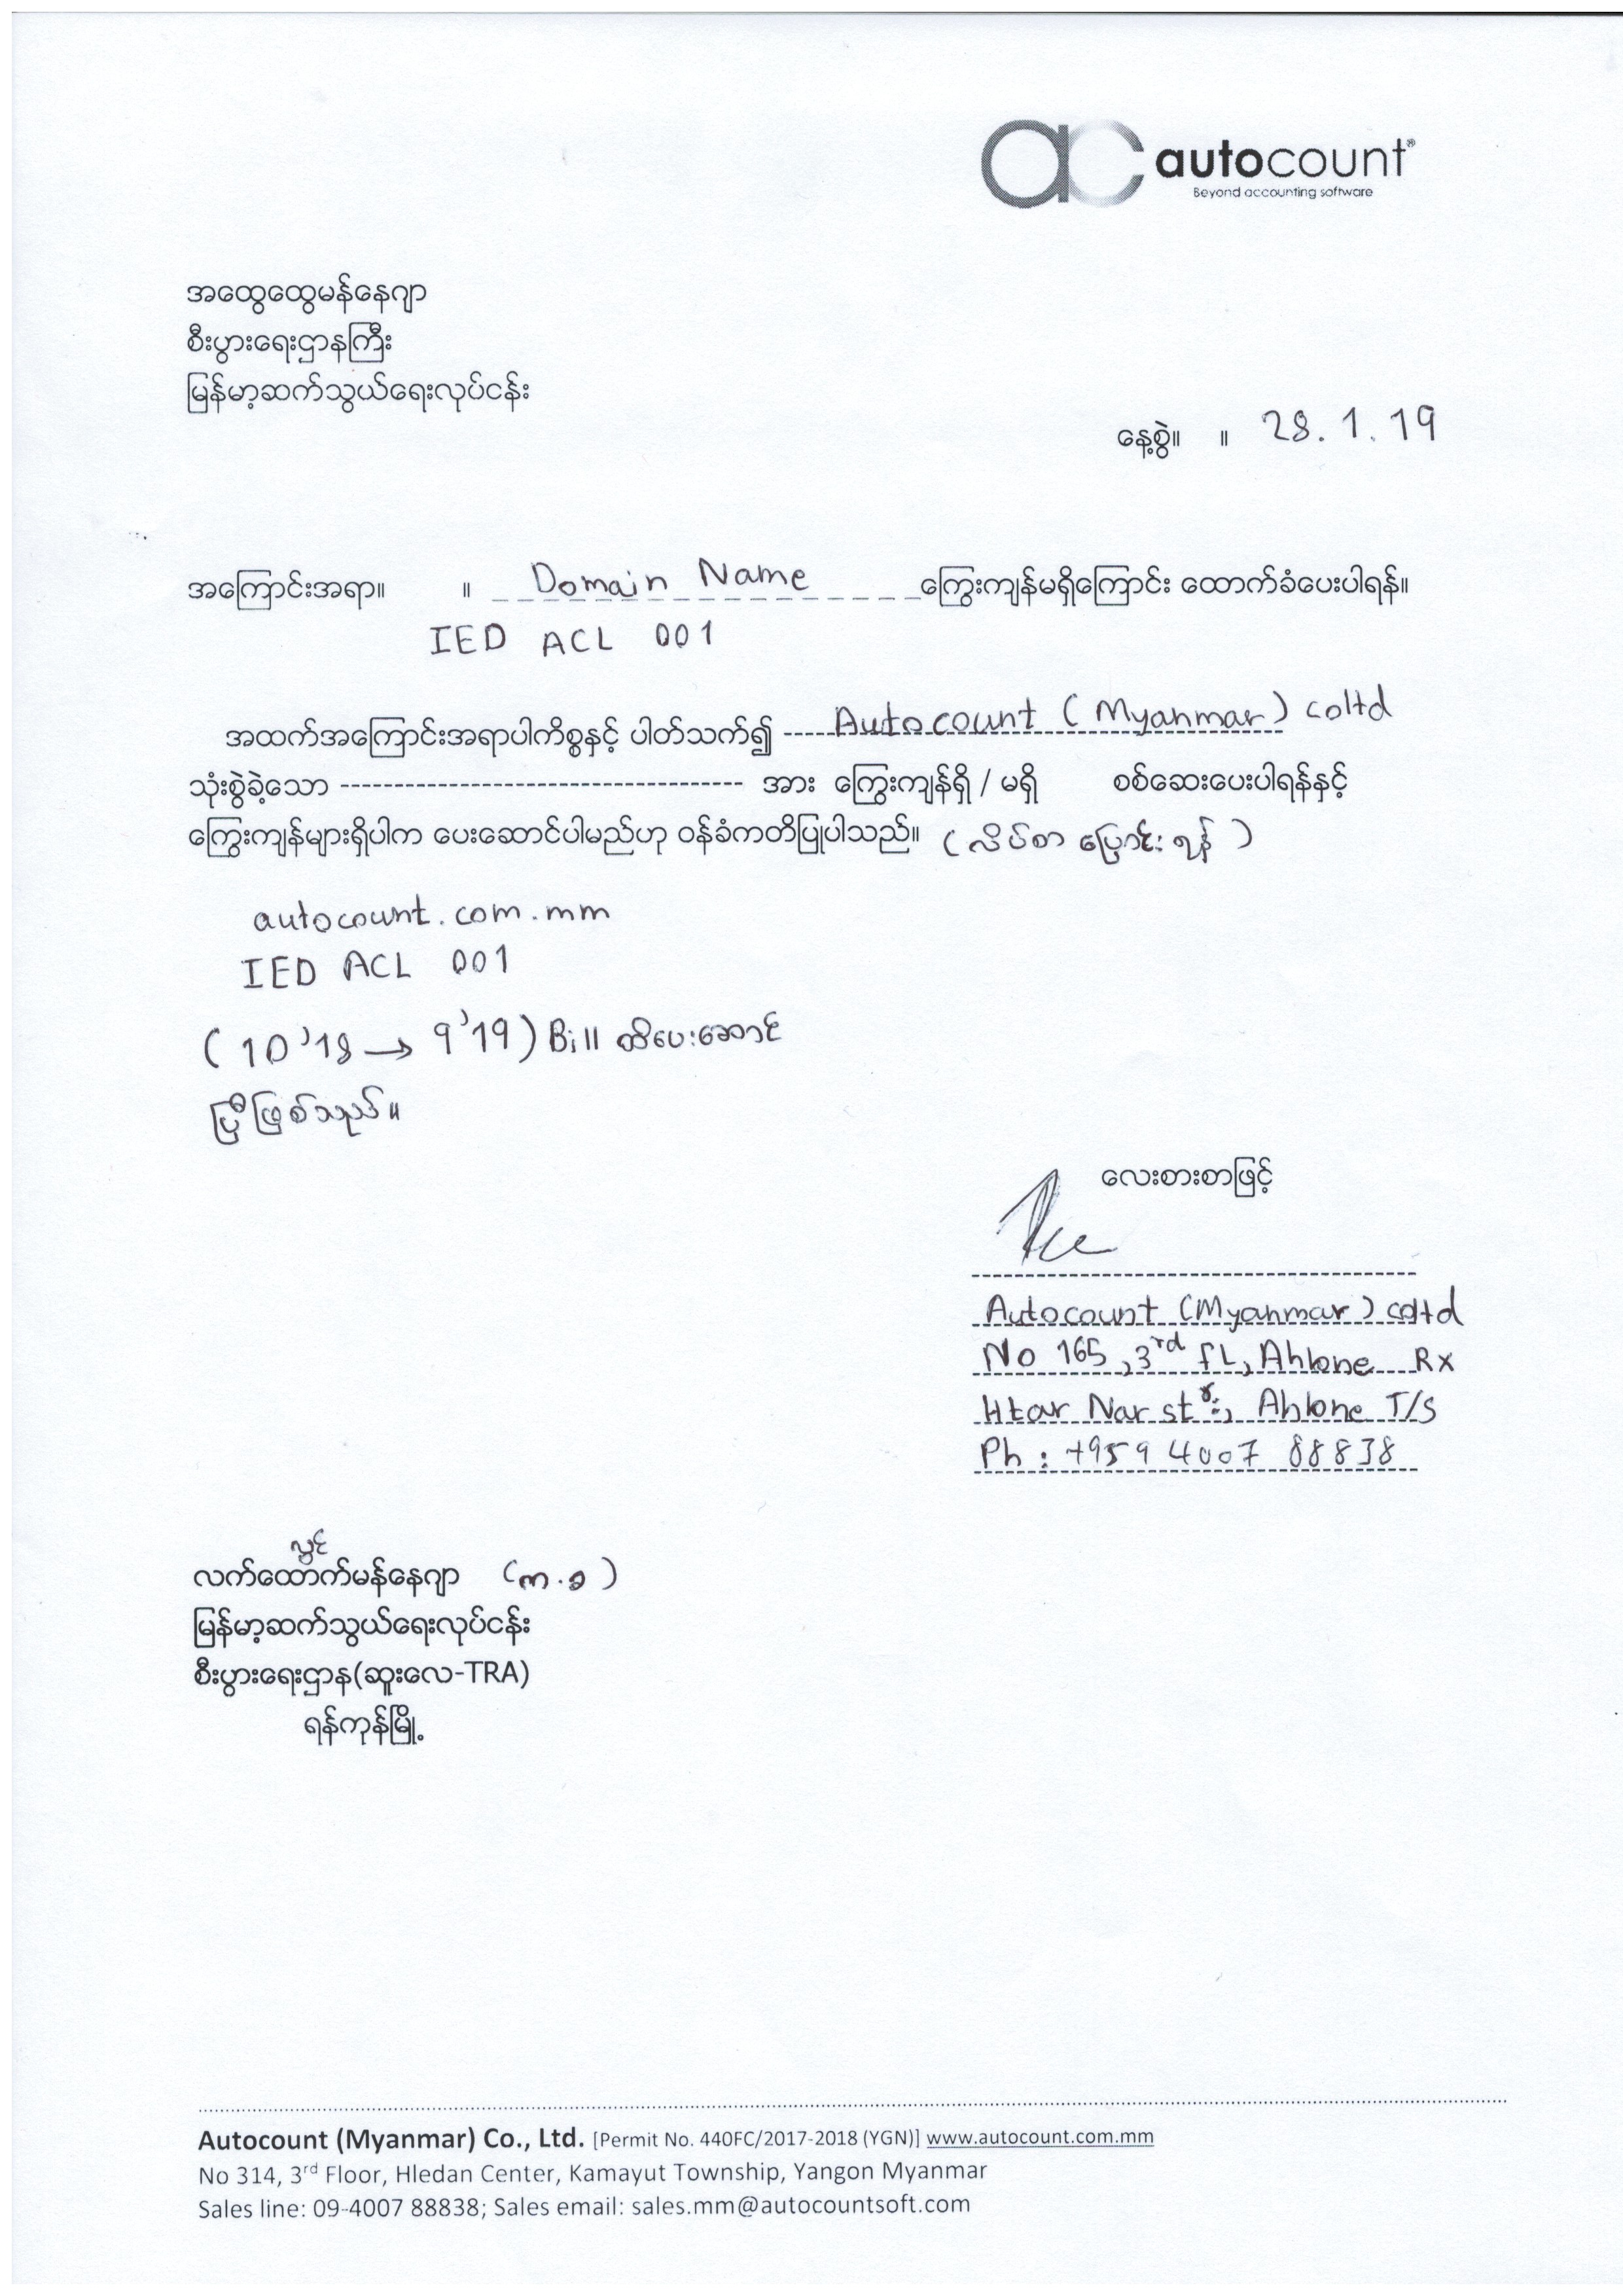 autocount®
Beyond accounting software
အထွေထွေမန်နေဂျာ
စီးပွားရေးဌာနကြီး
မြန်မာ့ဆက်သွယ်ရေးလုပ်ငန်း
နေ့စွဲ။ ။ 28.1.19
အကြောင်းအရာ။ ။ Domain Name ကြွေးကျန်မရှိကြောင်း ထောက်ခံပေးပါရန်။
IED ACL 001
အထက်အကြောင်းအရာပါကိစ္စနှင့် ပါတ်သက်၍ Autocount (Myanmar) coltd
သုံးစွဲခဲ့သော ------------------------------------- အား ကြွေးကျန်ရှိ / မရှိ စစ်ဆေးပေးပါရန်နှင့်
ကြွေးကျန်များရှိပါက ပေးဆောင်ပါမည်ဟု ဝန်ခံကတိပြုပါသည်။ (လိပ်စာ ပြောင်းရန်)
autocount.com.mm
IED ACL 001
(10'18 → 9'19) Bill ထိပေးဆောင်
ပြီးဖြစ်သည်။
လေးစားစာဖြင့်
Autocount (Myanmar) coltd
No 165, 3rd fL, Ahlone Rx
Htar Nar st, Ahlone T/S
Ph : +959 4007 88838
လွှင်
လက်ထောက်မန်နေဂျာ (က.ခ)
မြန်မာ့ဆက်သွယ်ရေးလုပ်ငန်း
စီးပွားရေးဌာန(ဆူးလေ-TRA)
ရန်ကုန်မြို့
Autocount (Myanmar) Co., Ltd. [Permit No. 440FC/2017-2018 (YGN)] www.autocount.com.mm
No 314, 3rd Floor, Hledan Center, Kamayut Township, Yangon Myanmar
Sales line: 09-4007 88838; Sales email: sales.mm@autocountsoft.com